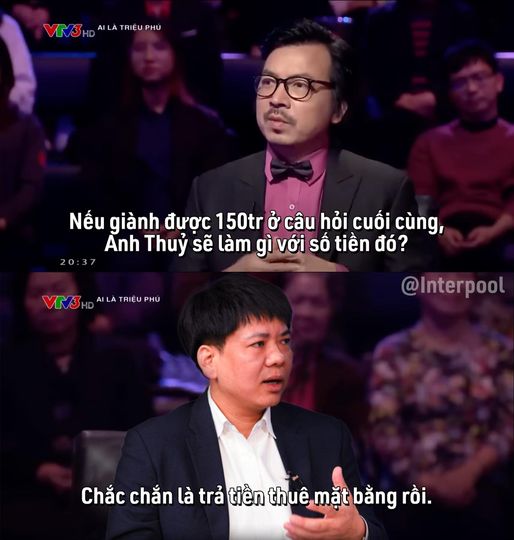 VTV3 HD AI LÀ TRIỆU PHÚ
Nếu giành được 150tr ở câu hỏi cuối cùng,
Anh Thuỷ sẽ làm gì với số tiền đó?
20:37
@Interpool
VTV3 HD AI LÀ TRIỆU PHÚ
Chắc chắn là trả tiền thuê mặt bằng rồi.